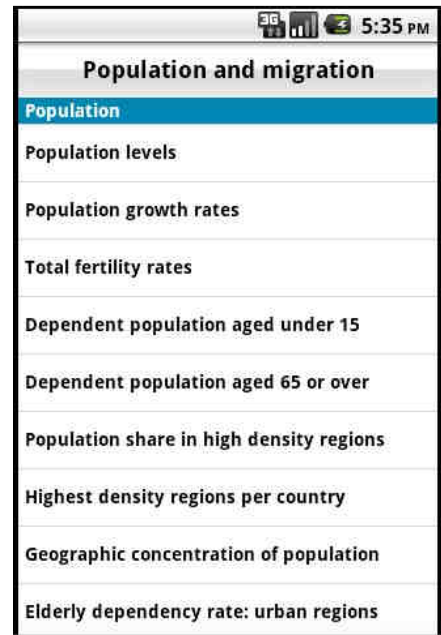 3G 5:35 PM
Population and migration
Population
Population levels
Population growth rates
Total fertility rates
Dependent population aged under 15
Dependent population aged 65 or over
Population share in high density regions
Highest density regions per country
Geographic concentration of population
Elderly dependency rate: urban regions